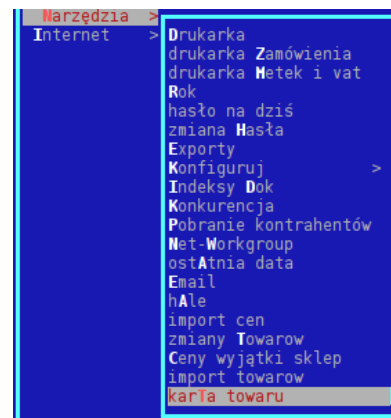 Narzędzia >
Internet >
Drukarka
drukarka Zamówienia
drukarka Metek i vat
Rok
hasło na dziś
zmiana Hasła
Exporty
Konfiguruj >
Indeksy Dok
Konkurencja
Pobranie kontrahentów
Net-Workgroup
ostAtnia data
Email
hAle
import cen
zmiany Towarow
Ceny wyjątki sklep
import towarow
karTa towaru